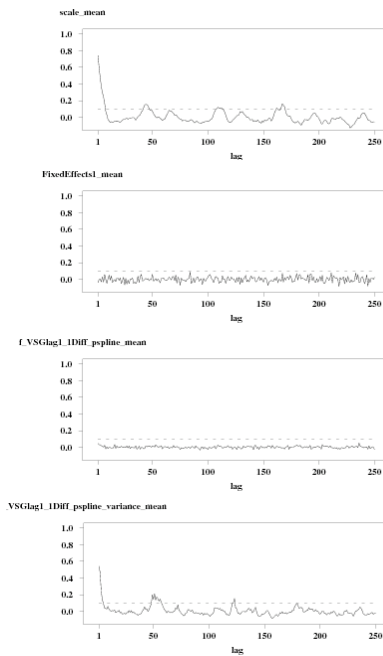 scale_mean
1.0
0.8
0.6
0.4
0.2
0.0
1 50 100 150 200 250
lag
FixedEffects1_mean
1.0
0.8
0.6
0.4
0.2
0.0
1 50 100 150 200 250
lag
f_VSGlag1_1Diff_pspline_mean
1.0
0.8
0.6
0.4
0.2
0.0
1 50 100 150 200 250
lag
_VSGlag1_1Diff_pspline_variance_mean
1.0
0.8
0.6
0.4
0.2
0.0
1 50 100 150 200 250
lag